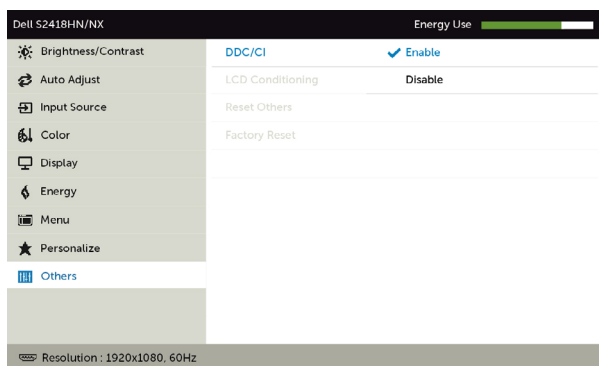 Dell S2418HN/NX
Energy Use
Brightness/Contrast
Auto Adjust
Input Source
Color
Display
Energy
Menu
Personalize
Others
DDC/CI
LCD Conditioning
Reset Others
Factory Reset
Enable
Disable
Resolution : 1920x1080, 60Hz